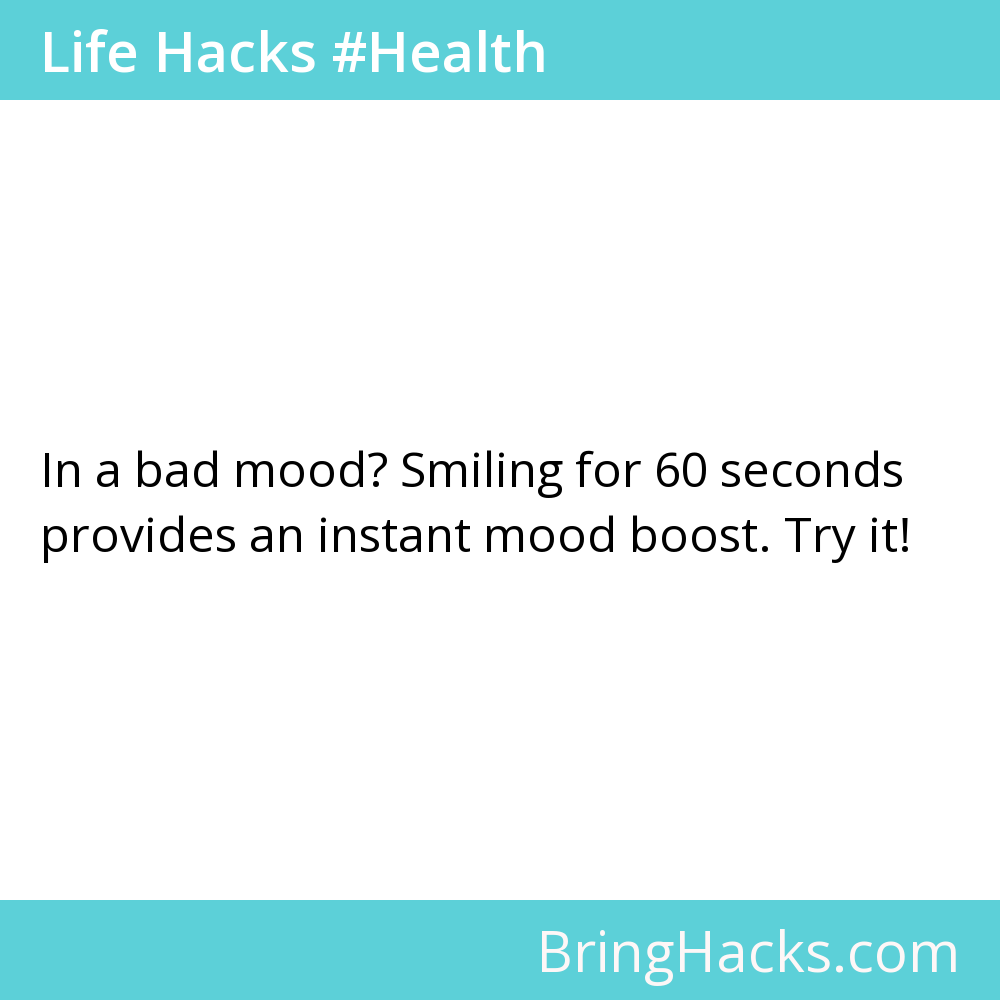 Life Hacks #Health
In a bad mood? Smiling for 60 seconds
provides an instant mood boost. Try it!
BringHacks.com